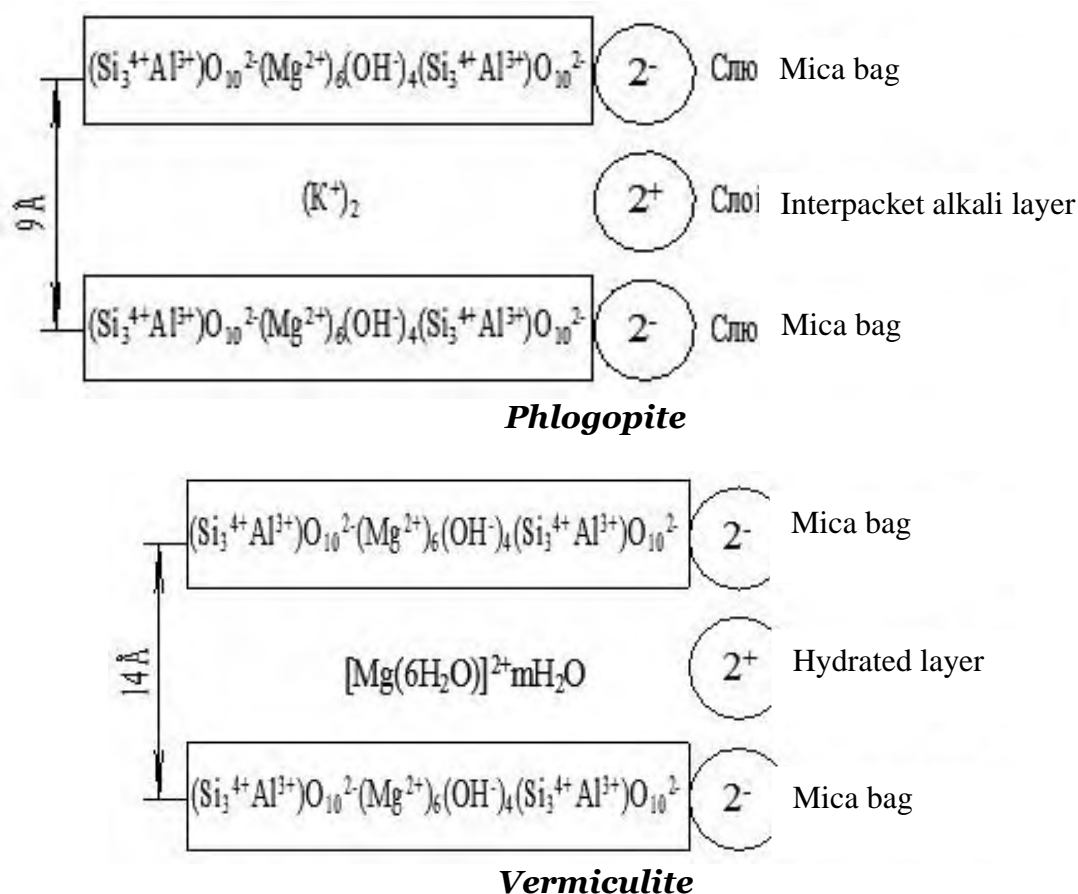 (Si₃⁴⁺Al³⁺)O₁₀²⁻(Mg²⁺)₆(OH⁻)₄(Si₃⁴⁺Al³⁺)O₁₀²⁻ 2⁻ Слю Mica bag
9 Å (K⁺)₂ 2⁺ Слой Interpacket alkali layer
(Si₃⁴⁺Al³⁺)O₁₀²⁻(Mg²⁺)₆(OH⁻)₄(Si₃⁴⁺Al³⁺)O₁₀²⁻ 2⁻ Слю Mica bag
Phlogopite
(Si₃⁴⁺Al³⁺)O₁₀²⁻(Mg²⁺)₆(OH⁻)₄(Si₃⁴⁺Al³⁺)O₁₀²⁻ 2⁻ Mica bag
14 Å [Mg(6H₂O)]²⁺mH₂O 2⁺ Hydrated layer
(Si₃⁴⁺Al³⁺)O₁₀²⁻(Mg²⁺)₆(OH⁻)₄(Si₃⁴⁺Al³⁺)O₁₀²⁻ 2⁻ Mica bag
Vermiculite